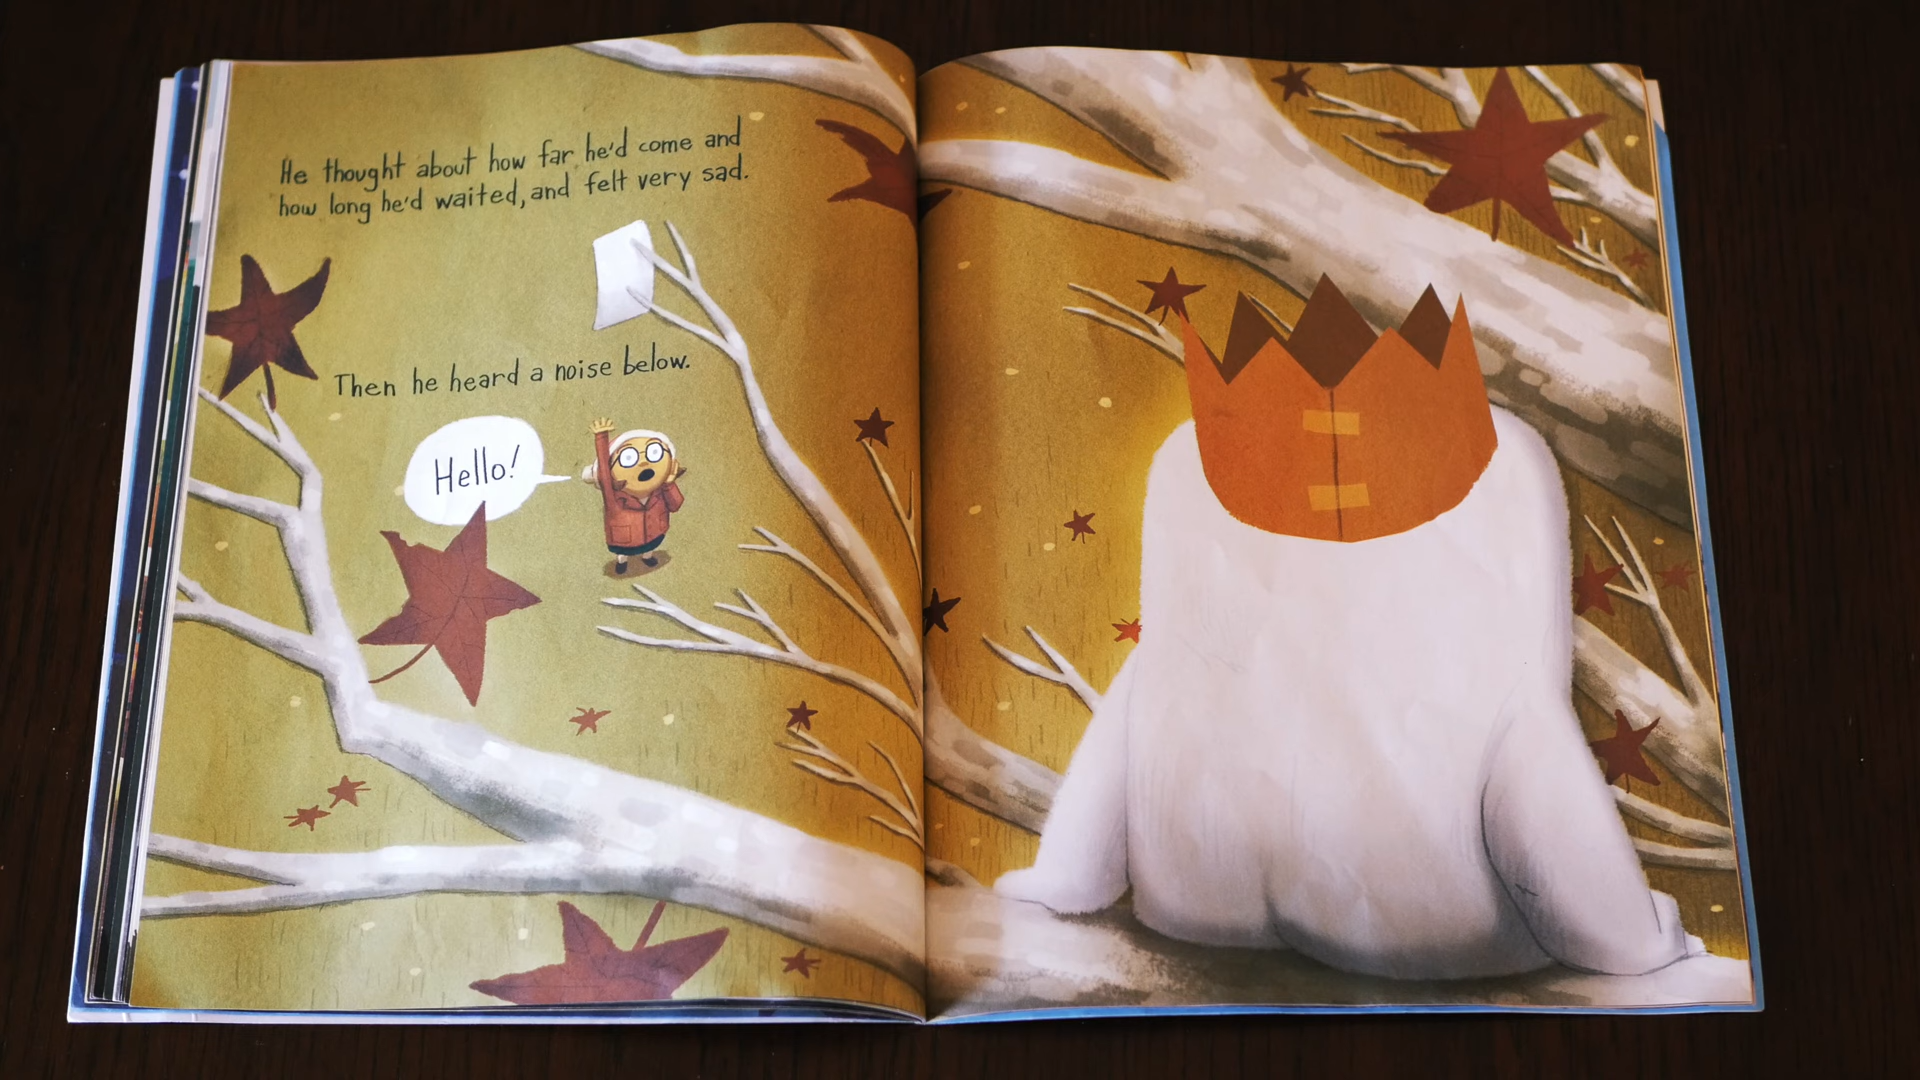 He thought about how far he'd come and
how long he'd waited, and felt very sad.
Then he heard a noise below.
Hello!